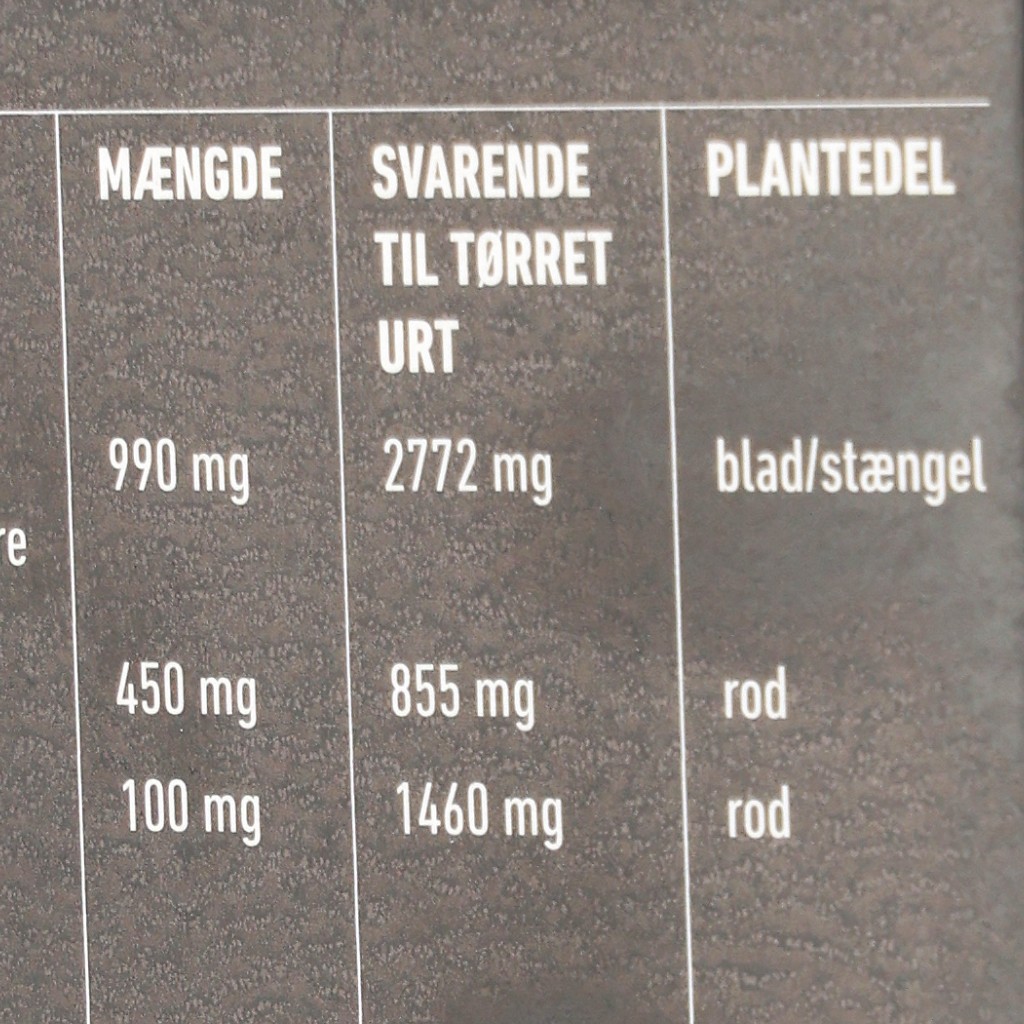 MÆNGDE SVARENDE PLANTEDEL
TIL TØRRET
URT
990 mg 2772 mg blad/stængel
re
450 mg 855 mg rod
100 mg 1460 mg rod